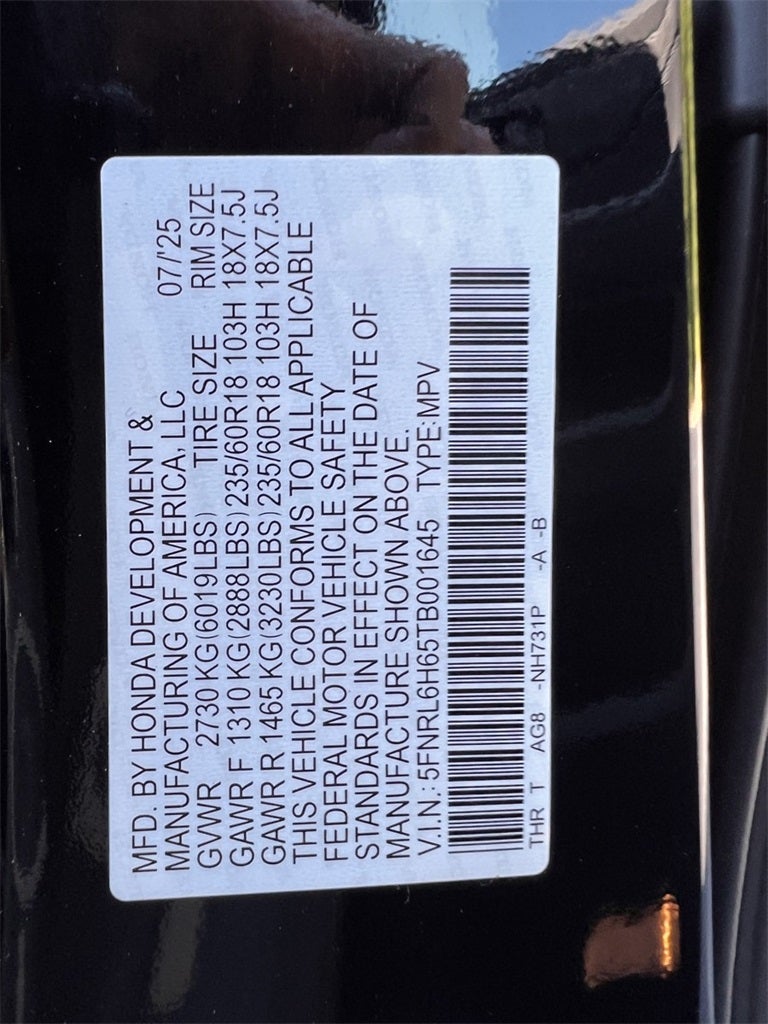 MFD. BY HONDA DEVELOPMENT &
MANUFACTURING OF AMERICA, LLC 07/'25
GVWR 2730 KG(6019LBS) TIRE SIZE RIM SIZE
GAWR F 1310 KG(2888LBS) 235/60R18 103H 18X7.5J
GAWR R 1465 KG(3230LBS) 235/60R18 103H 18X7.5J
THIS VEHICLE CONFORMS TO ALL APPLICABLE
FEDERAL MOTOR VEHICLE SAFETY
STANDARDS IN EFFECT ON THE DATE OF
MANUFACTURE SHOWN ABOVE.
V.I.N.: 5FNRL6H65TB001645 TYPE:MPV
THR T AG8 -NH731P -A -B